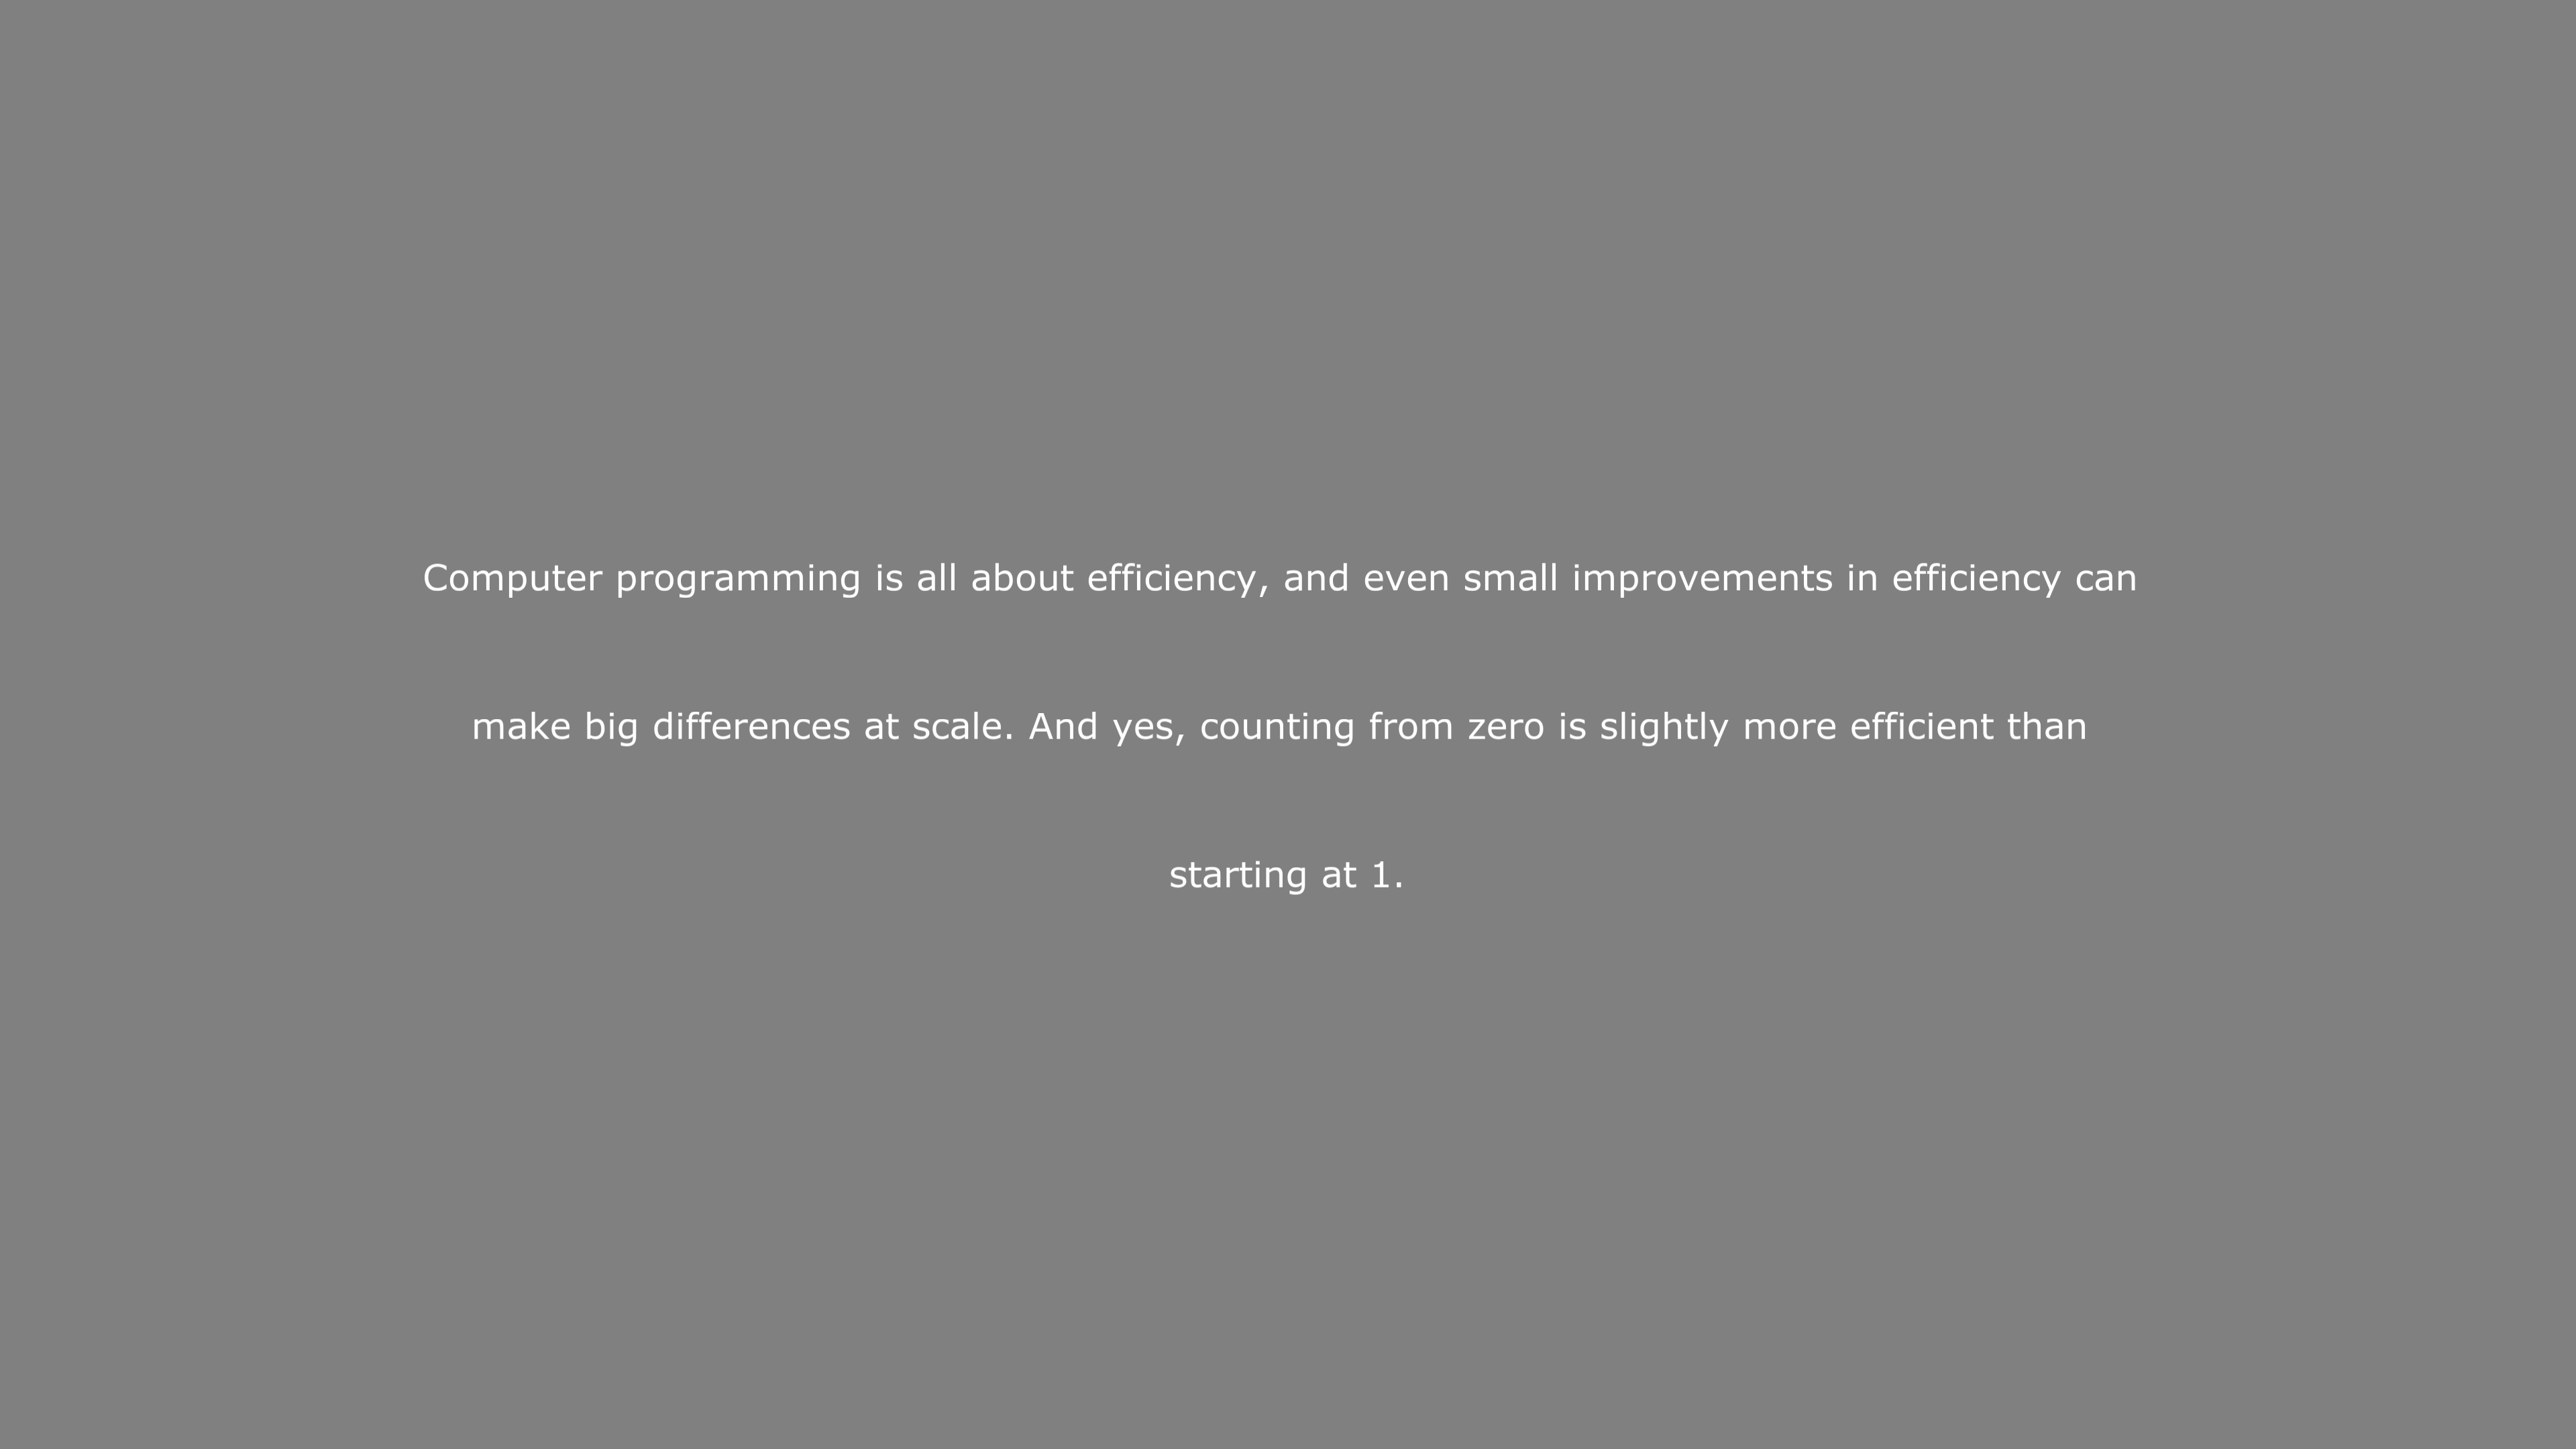 Computer programming is all about efficiency, and even small improvements in efficiency can
make big differences at scale. And yes, counting from zero is slightly more efficient than
starting at 1.